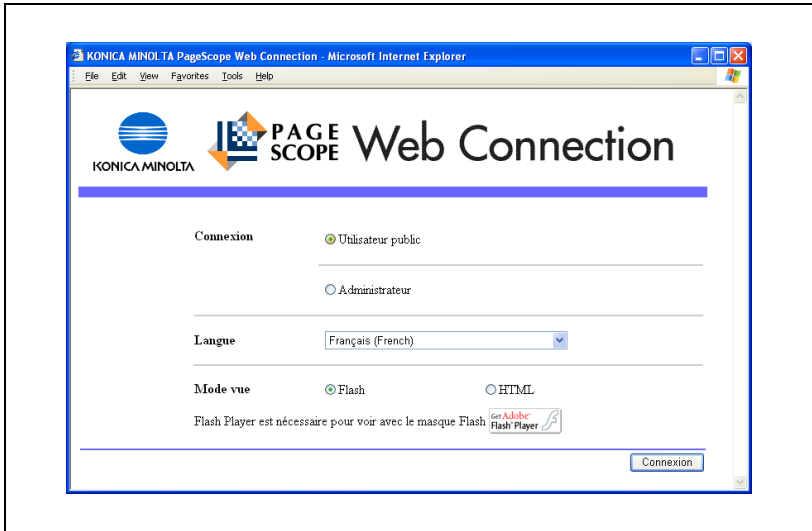 KONICA MINOLTA PageScope Web Connection - Microsoft Internet Explorer
File Edit View Favorites Tools Help
KONICA MINOLTA
PAGE SCOPE Web Connection
Connexion Utilisateur public
Administrateur
Langue Français (French)
Mode vue Flash HTML
Flash Player est nécessaire pour voir avec le masque Flash Get Adobe Flash Player
Connexion